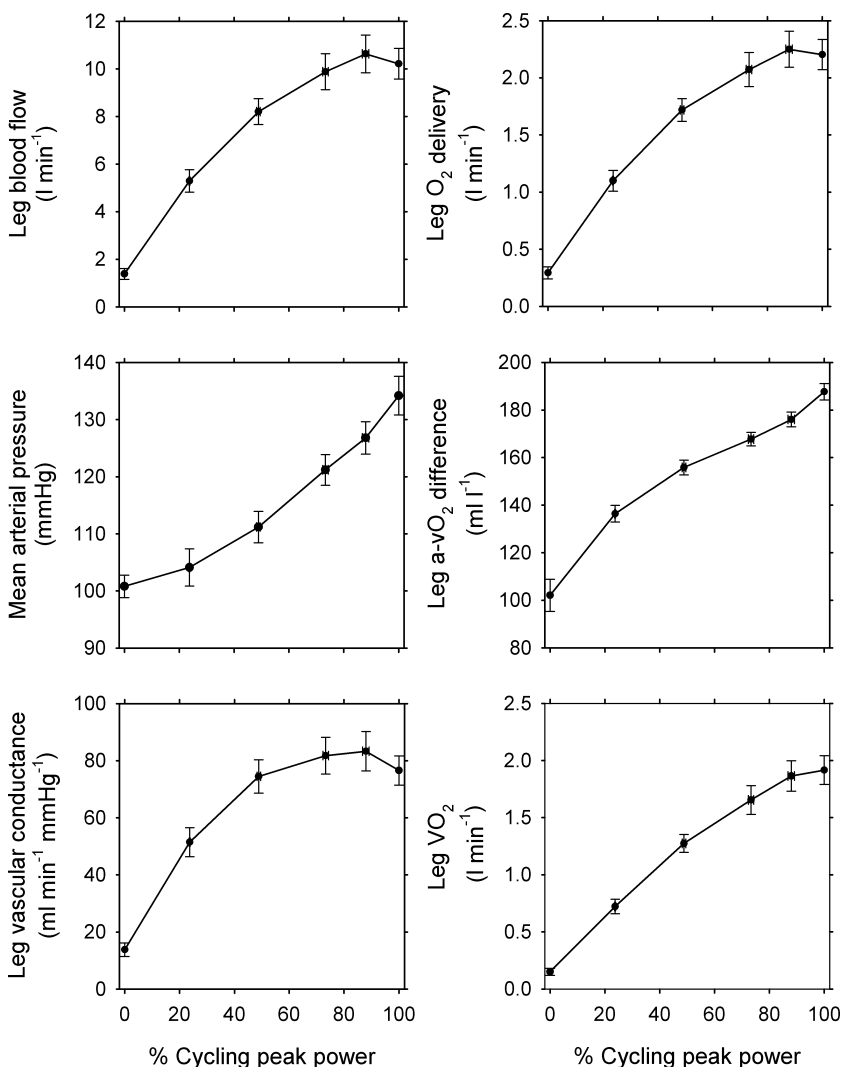 Leg blood flow
(l min⁻¹)
12
10
8
6
4
2
0
Leg O₂ delivery
(l min⁻¹)
2.5
2.0
1.5
1.0
0.5
0.0
Mean arterial pressure
(mmHg)
140
130
120
110
100
90
Leg a-vO₂ difference
(ml l⁻¹)
200
180
160
140
120
100
80
Leg vascular conductance
(ml min⁻¹ mmHg⁻¹)
100
80
60
40
20
0
0 20 40 60 80 100
% Cycling peak power
Leg VO₂
(l min⁻¹)
2.5
2.0
1.5
1.0
0.5
0.0
0 20 40 60 80 100
% Cycling peak power